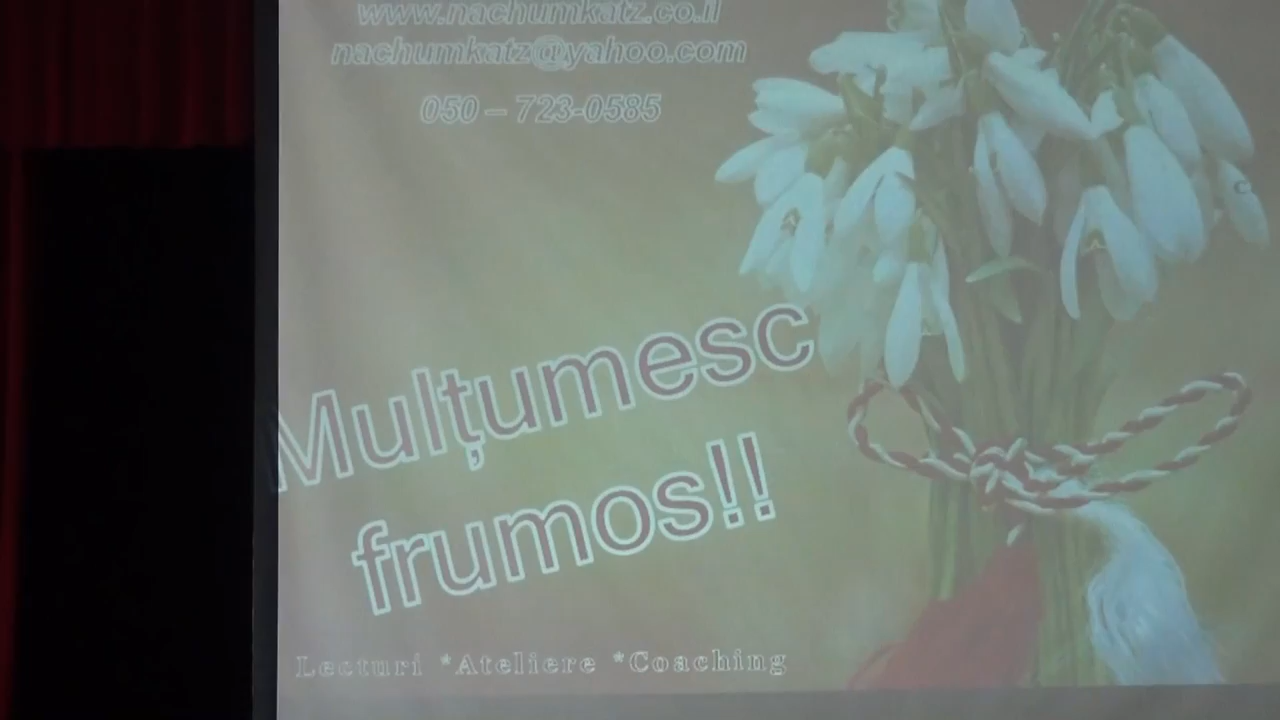 www.nachumkatz.co.il
nachumkatz@yahoo.com
050 – 723-0585
Mulțumesc
frumos!!
Lecturi *Ateliere *Coaching